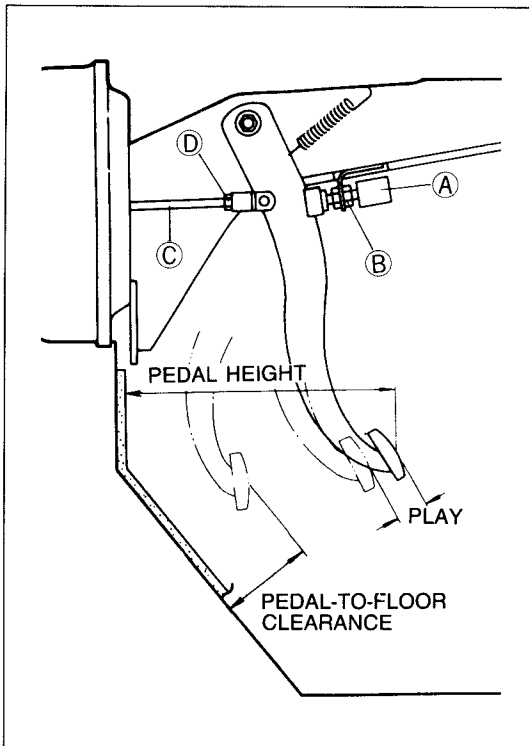 D
A
C
B
PEDAL HEIGHT
PLAY
PEDAL-TO-FLOOR
CLEARANCE